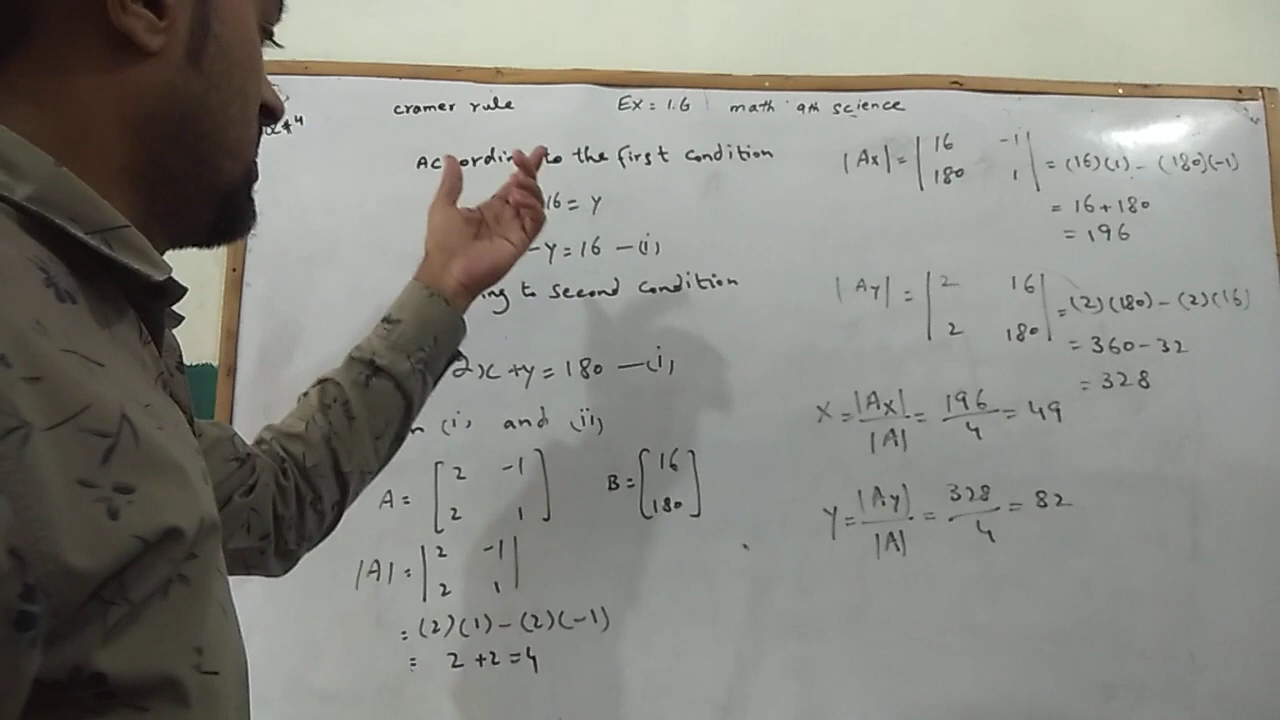 cramer rule Ex = 1.6 math 9th science
According to the first condition
16 = y
-y = 16 - (i)
ing to second condition
2x + y = 180 - (i)
(i) and (ii)
A = [2 -1
2 1]
B = [16
180]
|A| = |2 -1
2 1|
= (2)(1) - (2)(-1)
= 2 + 2 = 4
|Ax| = |16 -1
180 1| = (16)(1) - (180)(-1)
= 16 + 180
= 196
|Ay| = |2 16
2 180| = (2)(180) - (2)(16)
= 360 - 32
= 328
X = |Ax|/|A| = 196/4 = 49
Y = |Ay|/|A| = 328/4 = 82